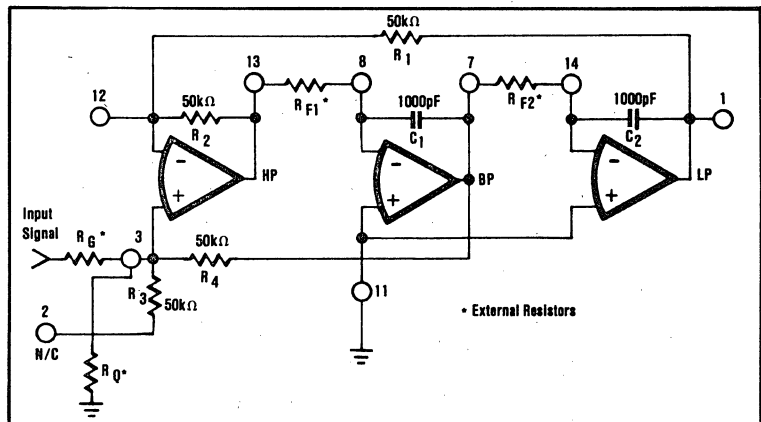 50kΩ
R1
13
8
7
14
12
50kΩ
R2
RF1*
1000pF
C1
RF2*
1000pF
C2
1
−
+
HP
−
+
BP
−
+
LP
Input
Signal
RG*
3
50kΩ
R4
R3
50kΩ
11
* External Resistors
2
N/C
RQ*